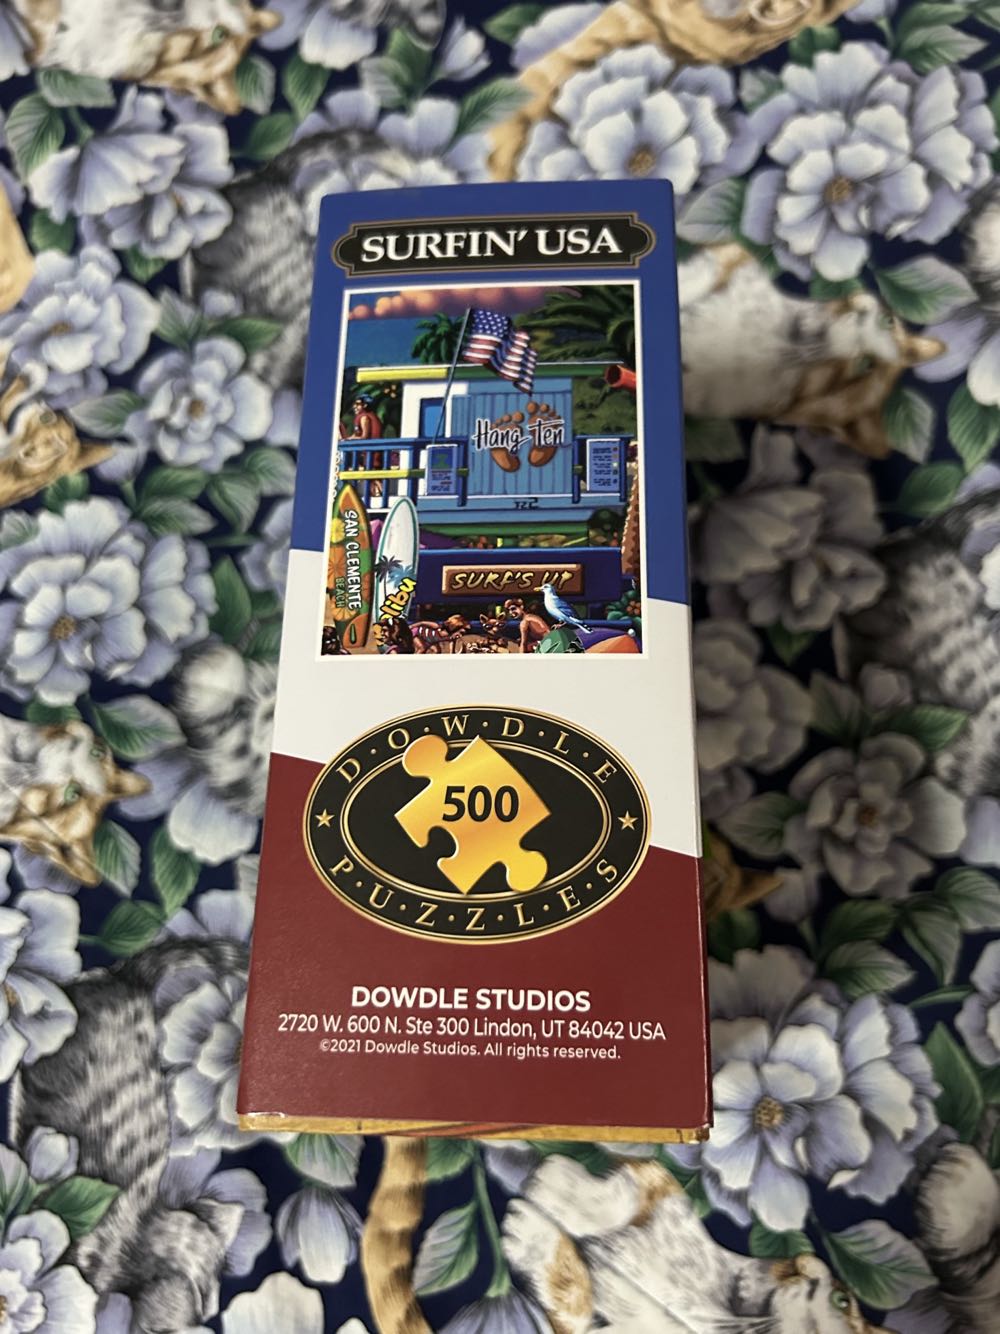 SURFIN' USA
Hang Ten
SAN CLEMENTE
BEACH
SURF'S UP
libu
D·O·W·D·L·E
500
P·U·Z·Z·L·E·S
DOWDLE STUDIOS
2720 W. 600 N. Ste 300 Lindon, UT 84042 USA
©2021 Dowdle Studios. All rights reserved.